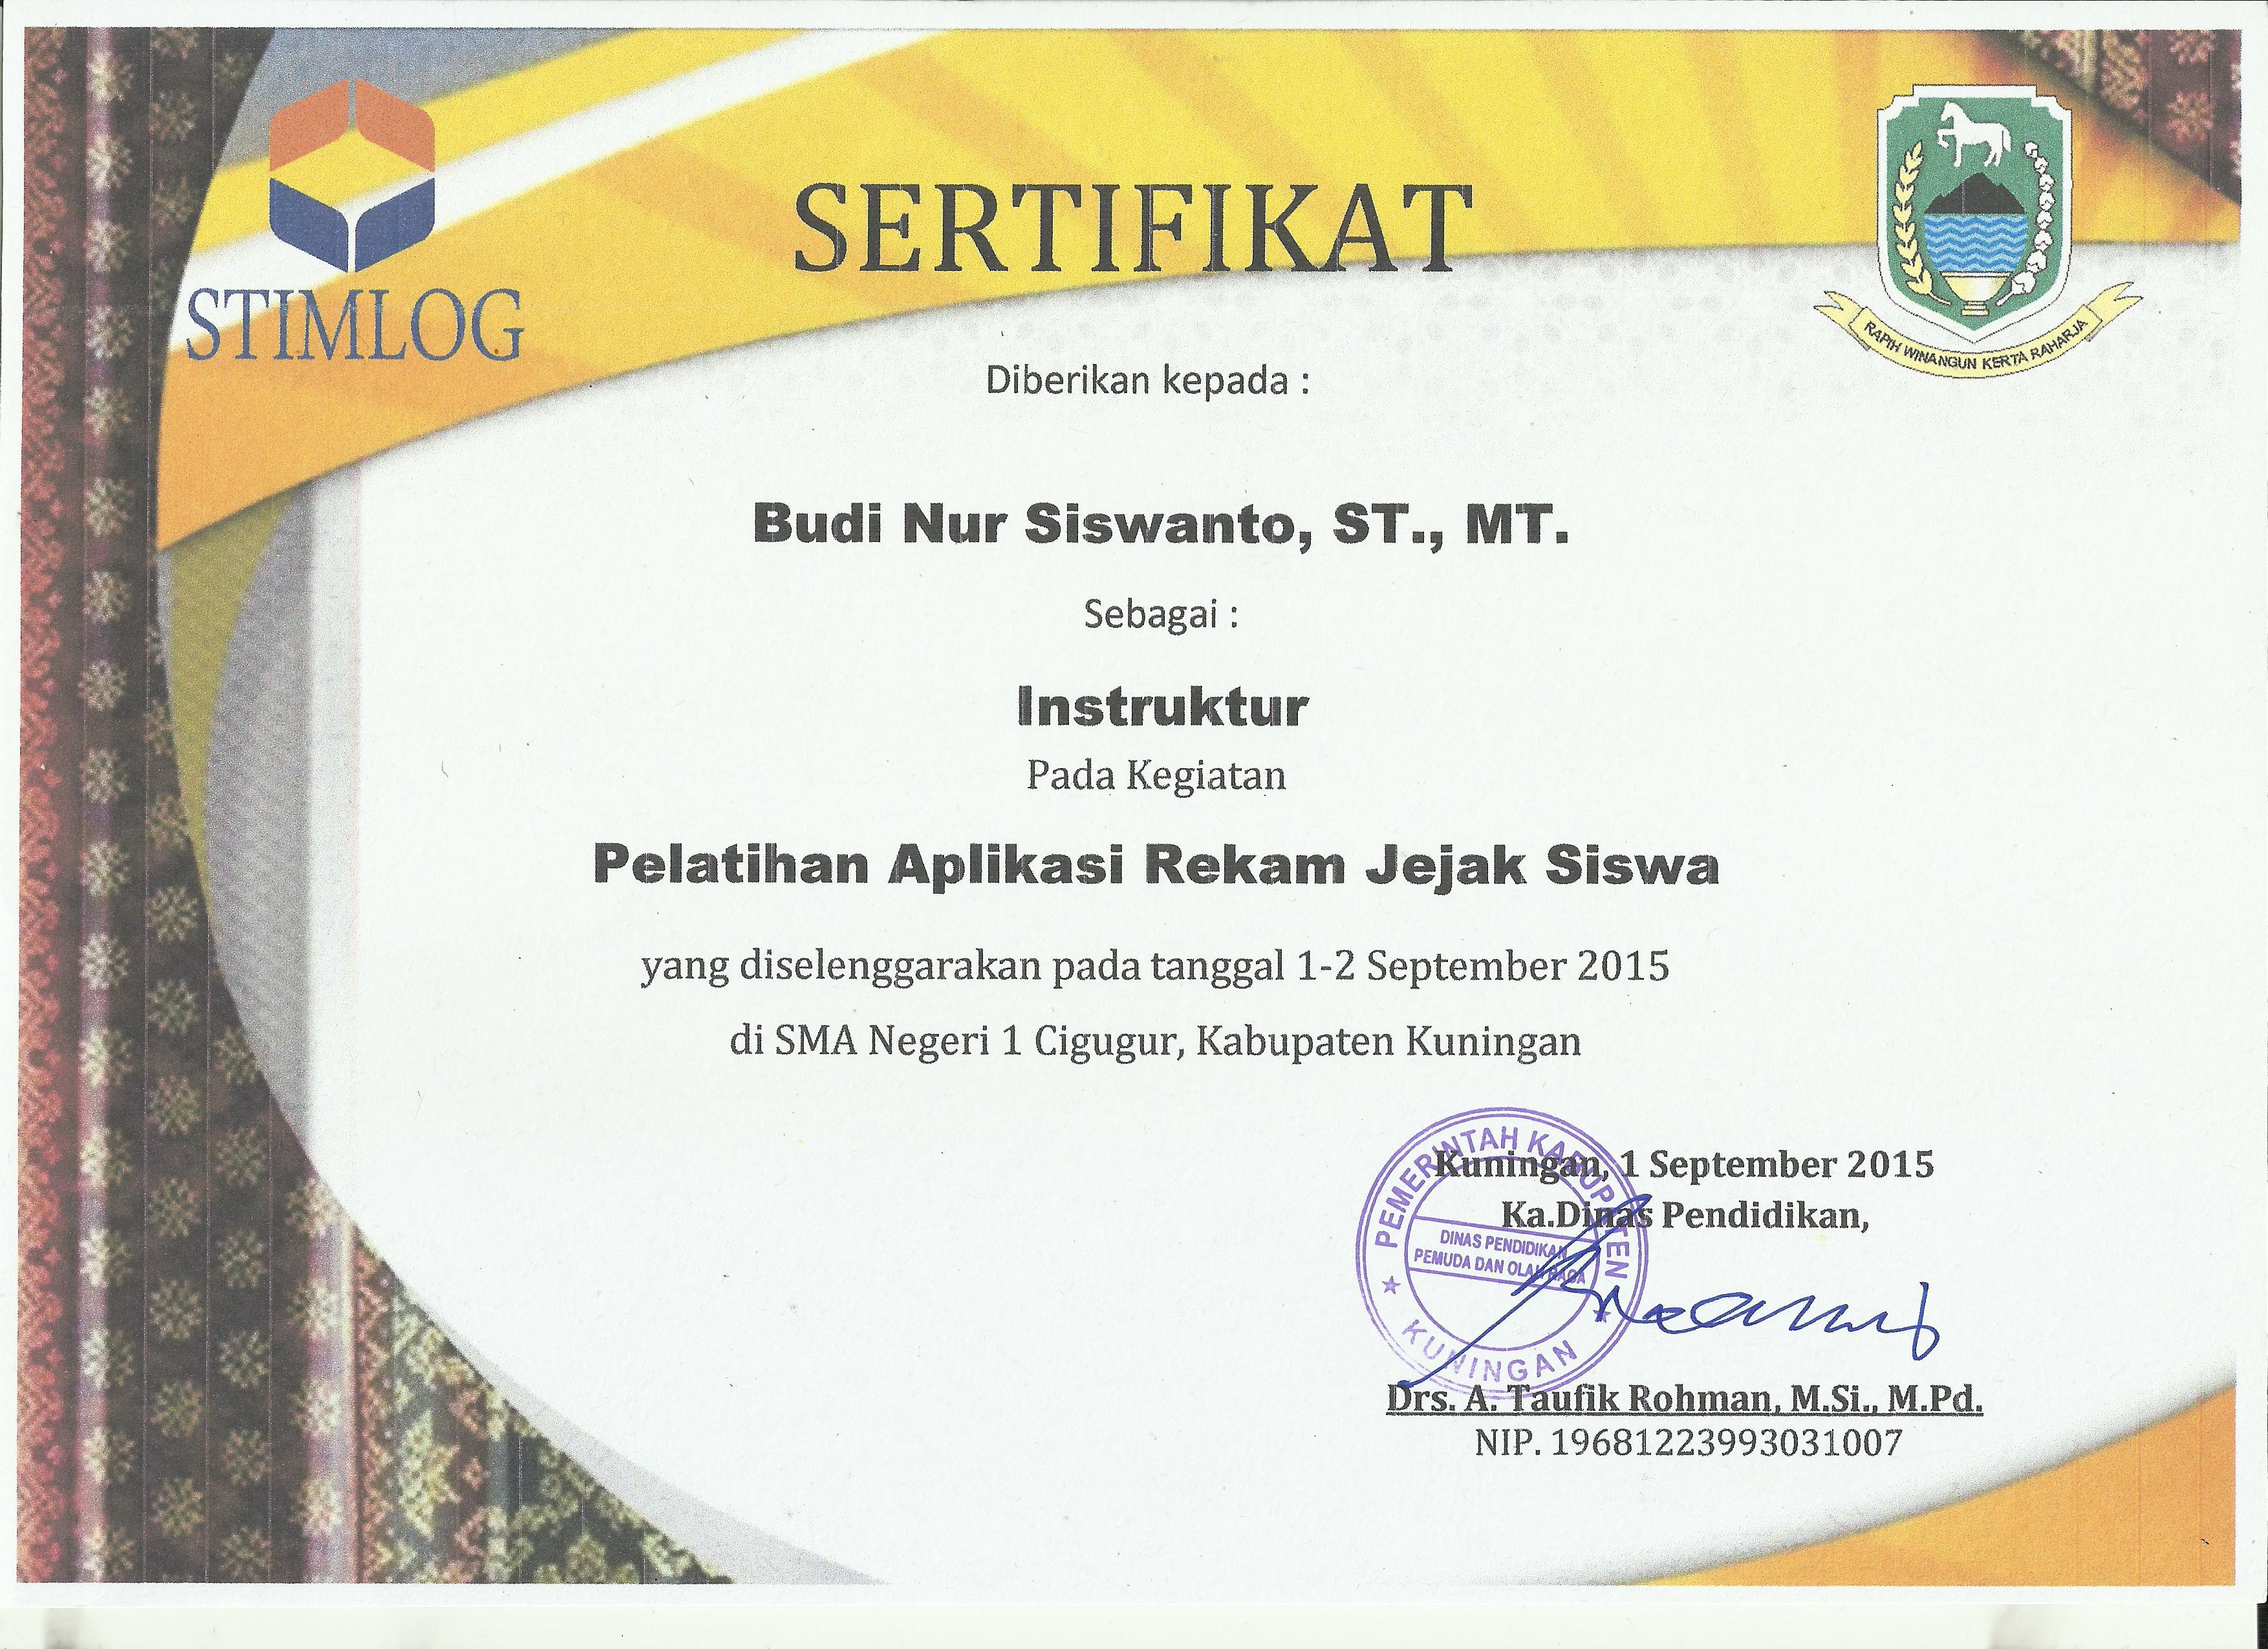 STIMLOG
SERTIFIKAT
RAPIH WINANGUN KERTA RAHARJA
Diberikan kepada :
Budi Nur Siswanto, ST., MT.
Sebagai :
Instruktur
Pada Kegiatan
Pelatihan Aplikasi Rekam Jejak Siswa
yang diselenggarakan pada tanggal 1-2 September 2015
di SMA Negeri 1 Cigugur, Kabupaten Kuningan
Kuningan, 1 September 2015
Ka.Dinas Pendidikan,
PEMERINTAH KABUPATEN
DINAS PENDIDIKAN
PEMUDA DAN OLAH RAGA
KUNINGAN
Drs. A. Taufik Rohman, M.Si., M.Pd.
NIP. 19681223993031007